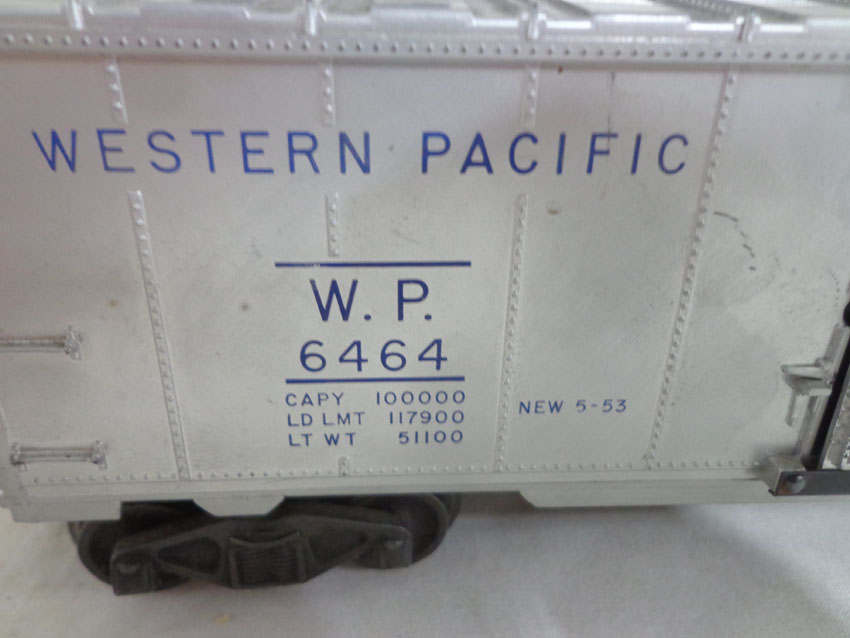 WESTERN PACIFIC
W. P.
6464
CAPY 100000
LD LMT 117900
LT WT 51100
NEW 5-53